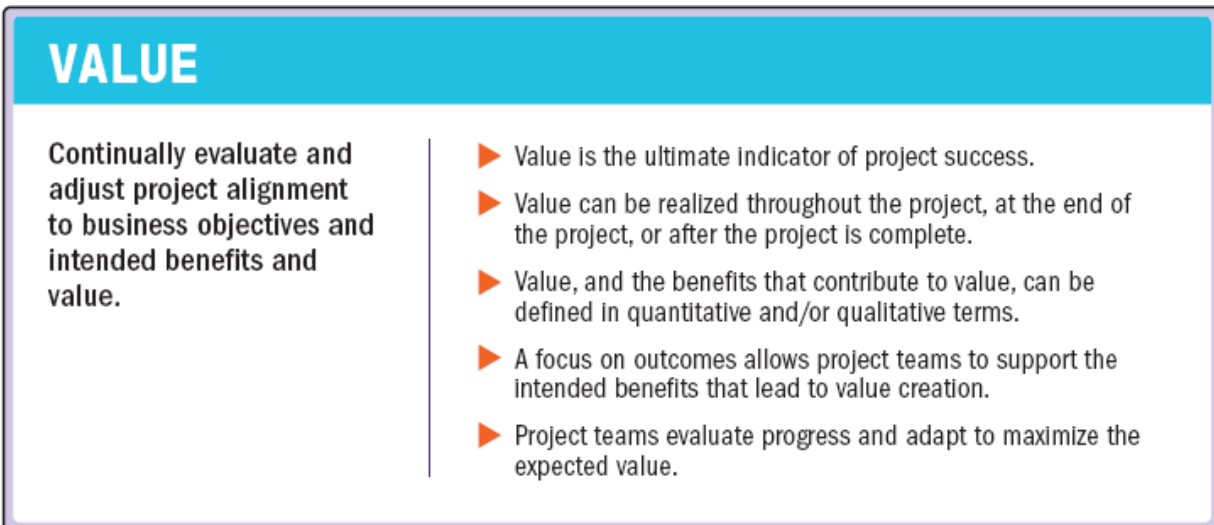 VALUE
Continually evaluate and
adjust project alignment
to business objectives and
intended benefits and
value.
Value is the ultimate indicator of project success.
Value can be realized throughout the project, at the end of
the project, or after the project is complete.
Value, and the benefits that contribute to value, can be
defined in quantitative and/or qualitative terms.
A focus on outcomes allows project teams to support the
intended benefits that lead to value creation.
Project teams evaluate progress and adapt to maximize the
expected value.